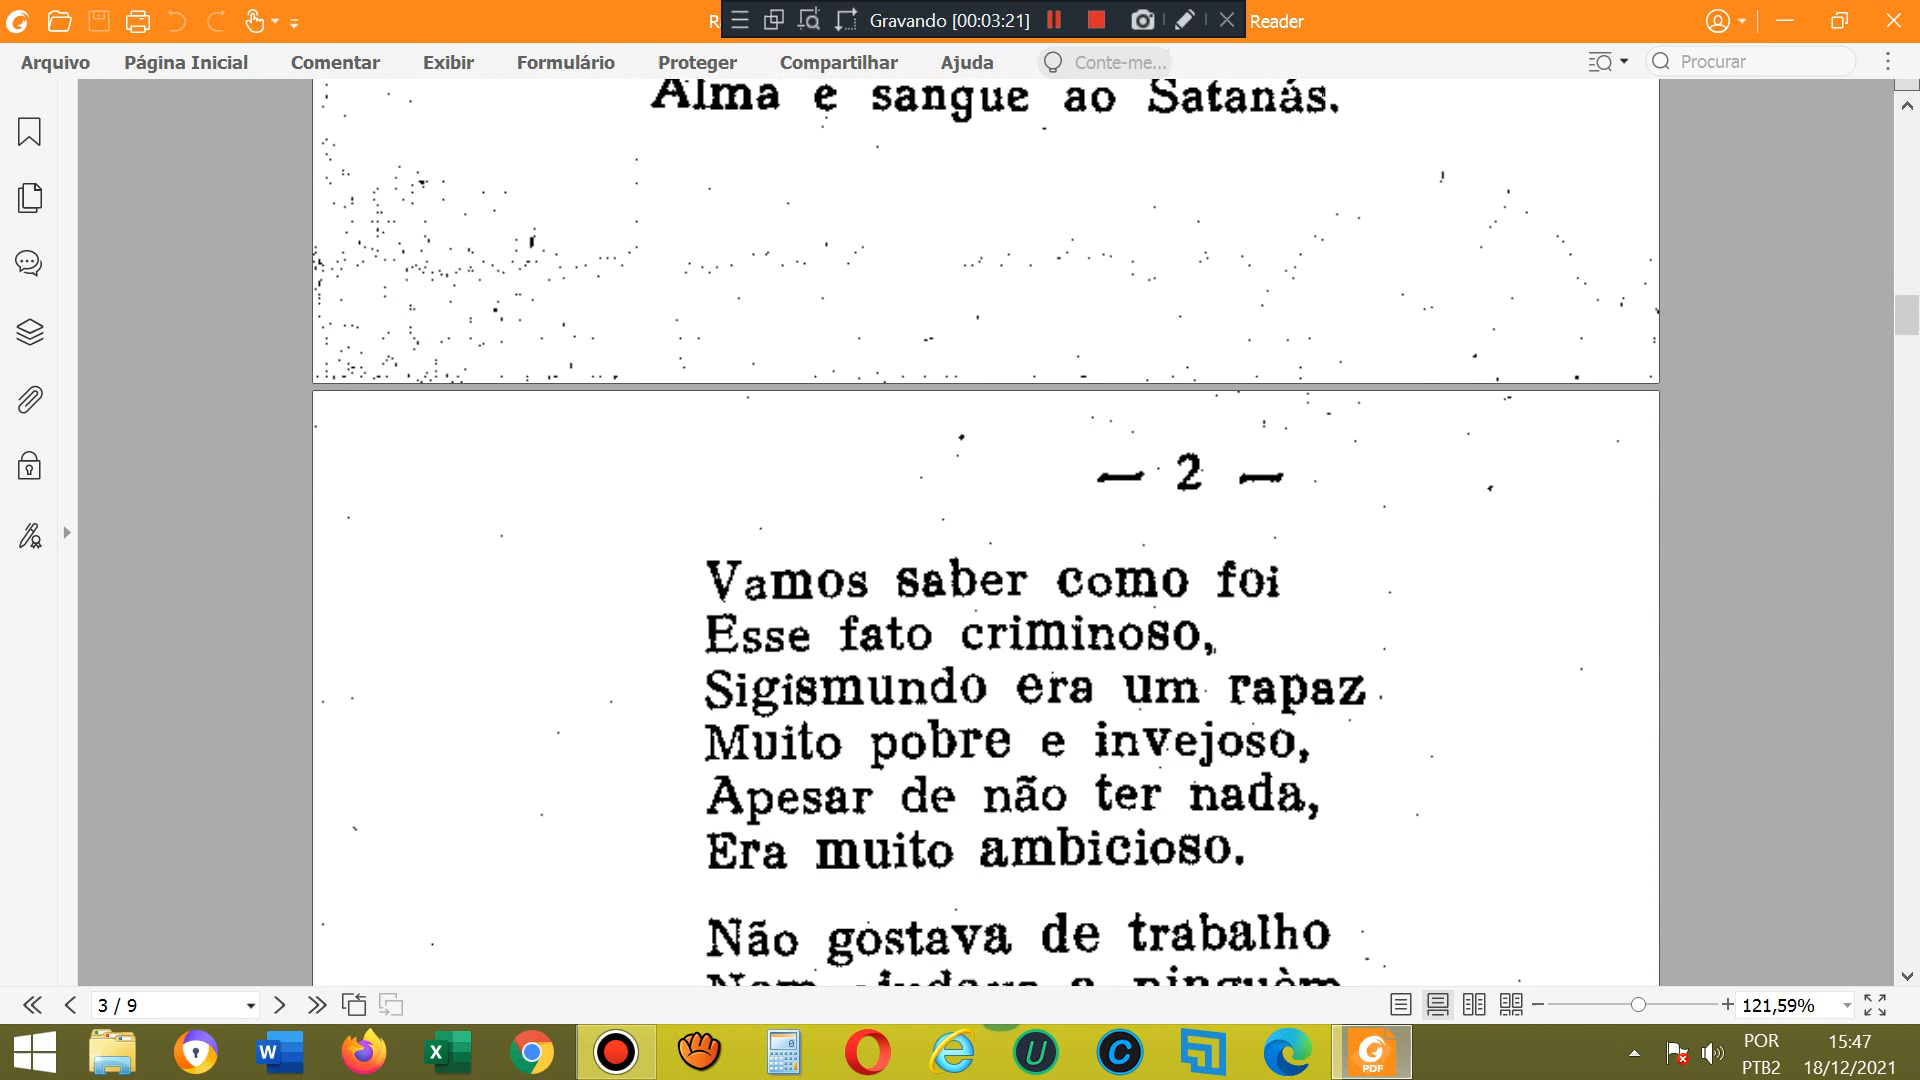 R
Gravando [00:03:21]
Reader
Arquivo Página Inicial Comentar Exibir Formulário Proteger Compartilhar Ajuda Conte-me... Procurar
Alma e sangue ao Satanás.
— 2 —
Vamos saber como foi
Esse fato criminoso,
Sigismundo era um rapaz
Muito pobre e invejoso,
Apesar de não ter nada,
Era muito ambicioso.
Não gostava de trabalho
Nem ajudava a ninguèm
3 / 9
121,59%
POR 15:47
PTB2 18/12/2021